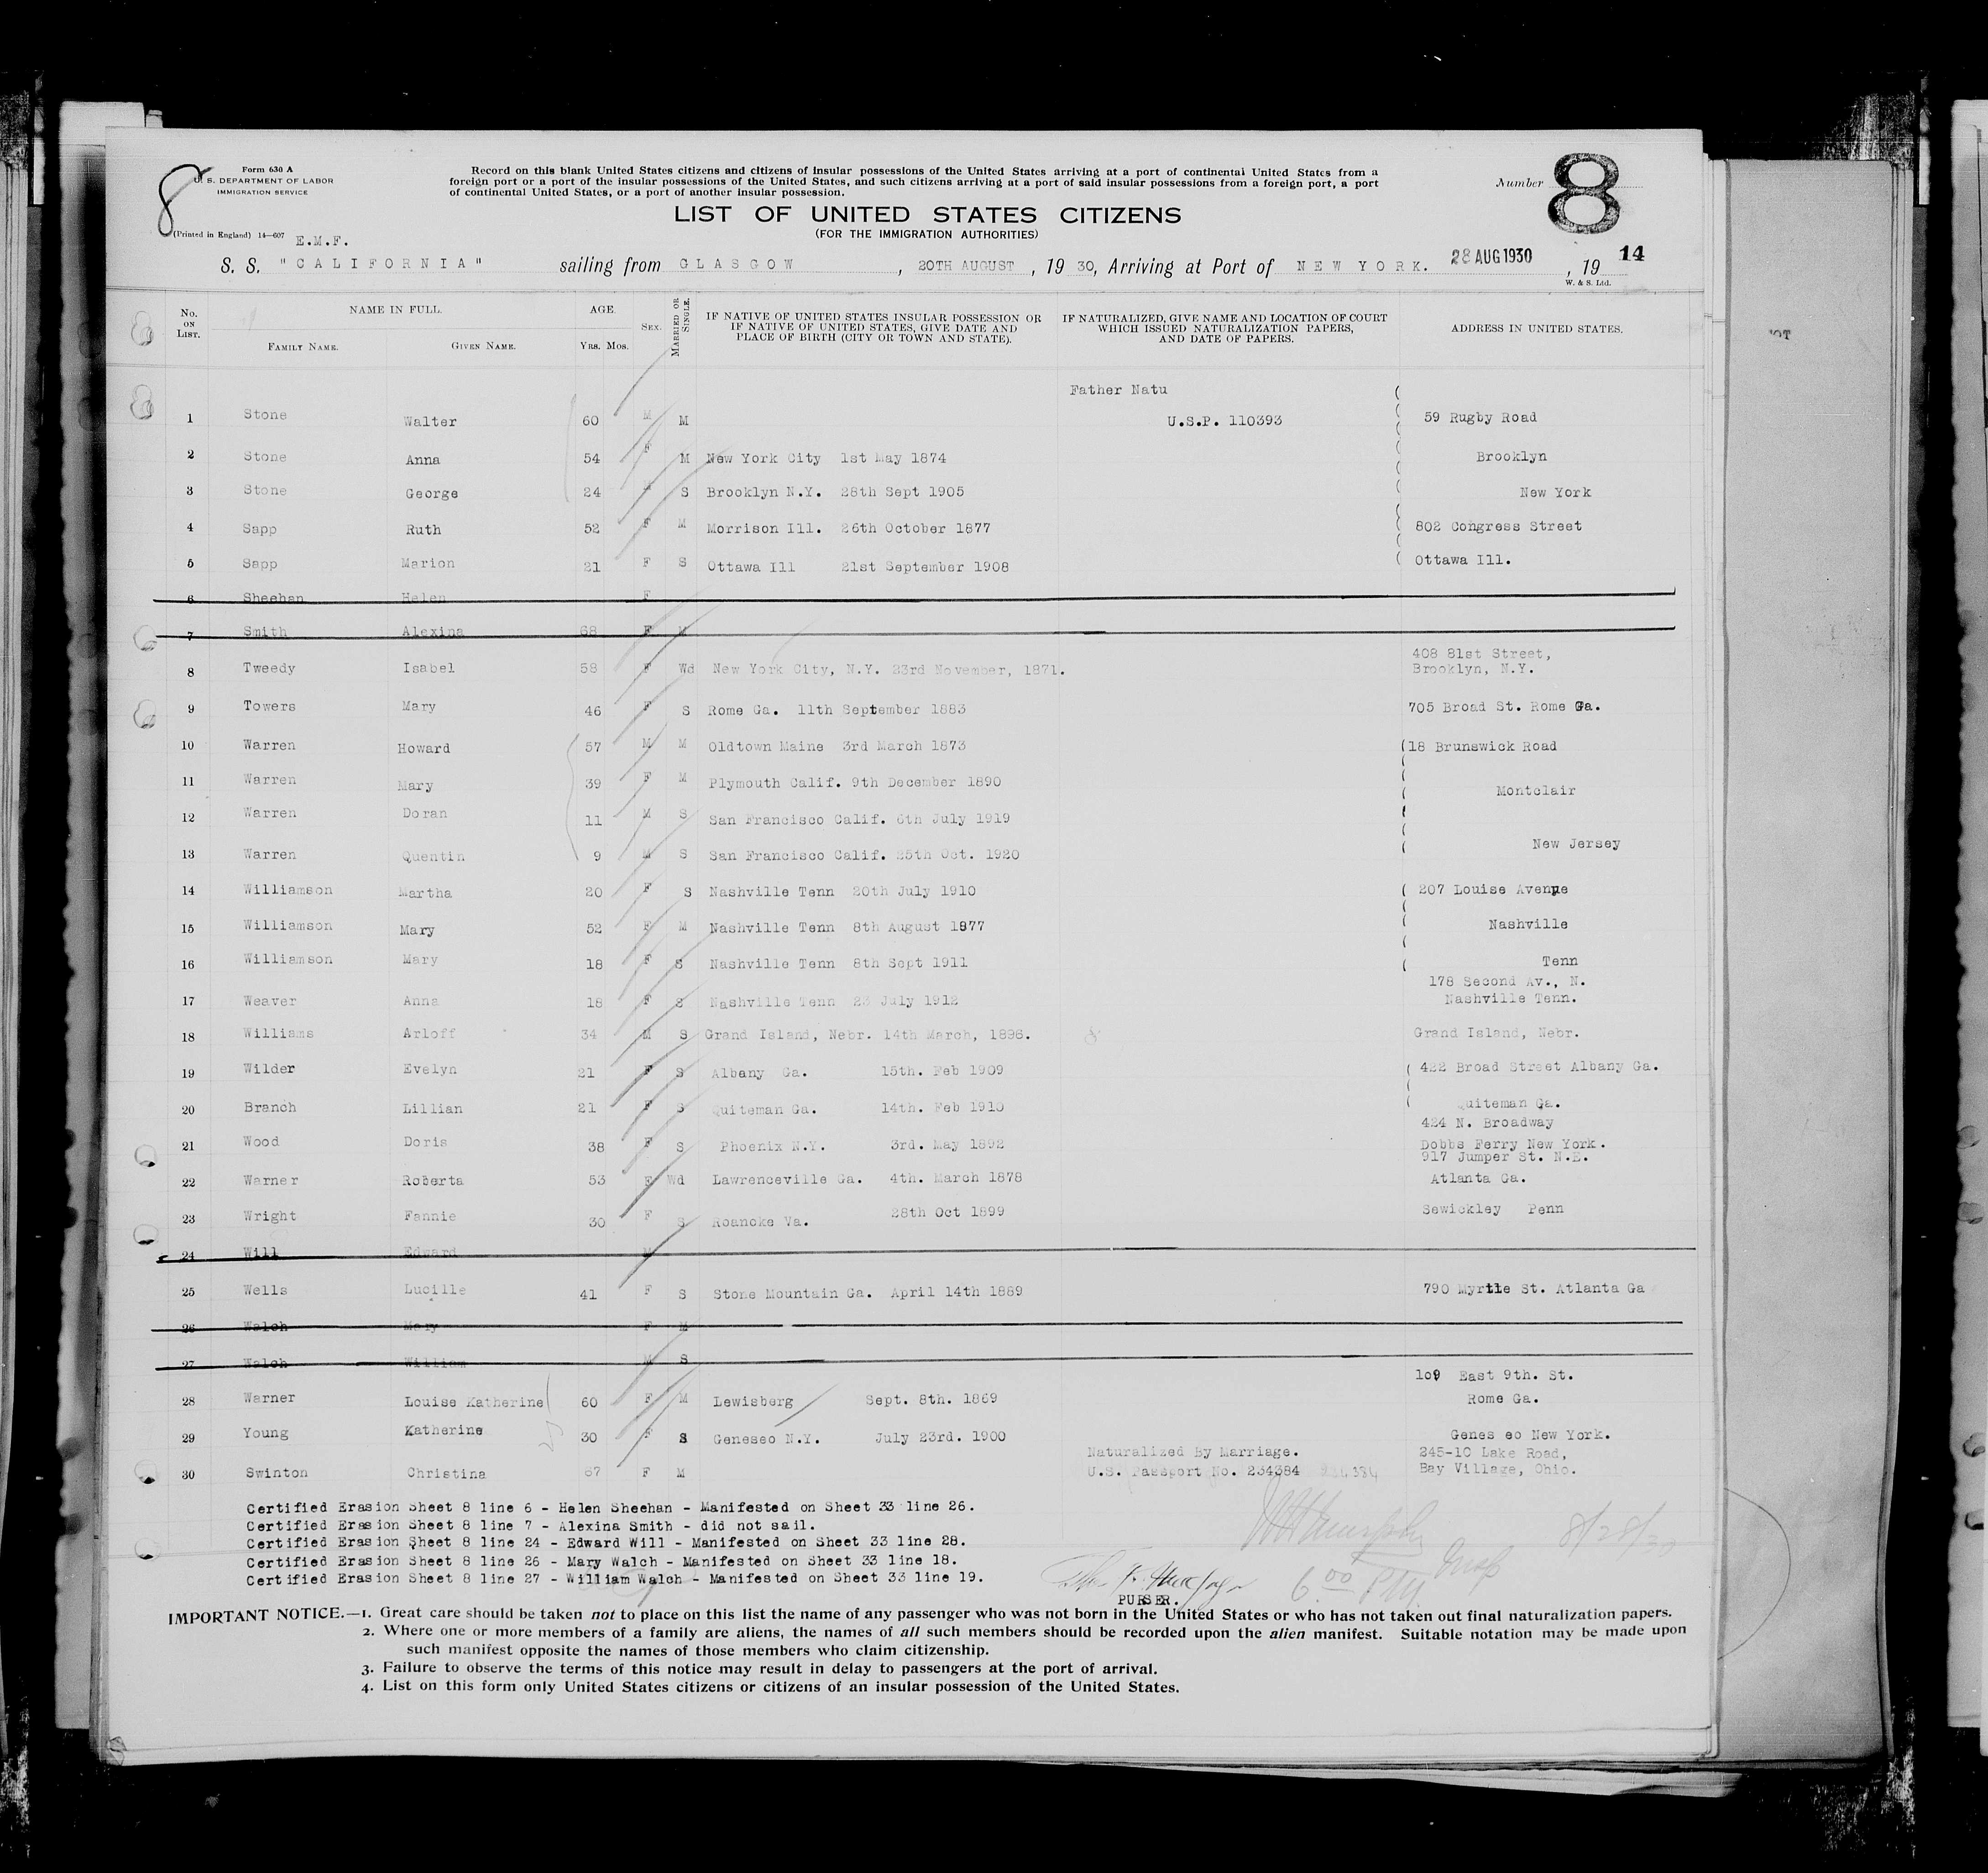 8
Form 630 A
U. S. DEPARTMENT OF LABOR
IMMIGRATION SERVICE
(Printed in England) 14—607
E.M.F.
Record on this blank United States citizens and citizens of insular possessions of the United States arriving at a port of continental United States from a
foreign port or a port of the insular possessions of the United States, and such citizens arriving at a port of said insular possessions from a foreign port, a port
of continental United States, or a port of another insular possession.
LIST OF UNITED STATES CITIZENS
(FOR THE IMMIGRATION AUTHORITIES)
Number 8
S. S. "CALIFORNIA" sailing from GLASGOW, 20TH AUGUST, 19 30, Arriving at Port of NEW YORK. 28 AUG 1930, 19 14
W. & S. Ltd.
No. ON LIST. NAME IN FULL. FAMILY NAME. GIVEN NAME. AGE. Yrs. Mos. SEX. MARRIED OR SINGLE. IF NATIVE OF UNITED STATES INSULAR POSSESSION OR IF NATIVE OF UNITED STATES, GIVE DATE AND PLACE OF BIRTH (CITY OR TOWN AND STATE). IF NATURALIZED, GIVE NAME AND LOCATION OF COURT WHICH ISSUED NATURALIZATION PAPERS, AND DATE OF PAPERS. ADDRESS IN UNITED STATES.
Father Natu
1 Stone Walter 60 M M U.S.P. 110393 59 Rugby Road
2 Stone Anna 54 F M New York City 1st May 1874 Brooklyn
3 Stone George 24 M S Brooklyn N.Y. 28th Sept 1905 New York
4 Sapp Ruth 52 F M Morrison Ill. 26th October 1877 802 Congress Street
5 Sapp Marion 21 F S Ottawa Ill 21st September 1908 Ottawa Ill.
6 Sheehan Helen F
7 Smith Alexina 68 F M
408 81st Street,
8 Tweedy Isabel 58 F Wd New York City, N.Y. 23rd November, 1871. Brooklyn, N.Y.
9 Towers Mary 46 F S Rome Ga. 11th September 1883 705 Broad St. Rome Ga.
10 Warren Howard 57 M M Oldtown Maine 3rd March 1873 18 Brunswick Road
11 Warren Mary 39 F M Plymouth Calif. 9th December 1890 Montclair
12 Warren Doran 11 M S San Francisco Calif. 6th July 1919
13 Warren Quentin 9 M S San Francisco Calif. 25th Oct. 1920 New Jersey
14 Williamson Martha 20 F S Nashville Tenn 20th July 1910 207 Louise Avenue
15 Williamson Mary 52 F M Nashville Tenn 8th August 1877 Nashville
16 Williamson Mary 18 F S Nashville Tenn 8th Sept 1911 Tenn
178 Second Av., N.
17 Weaver Anna 18 F S Nashville Tenn 23 July 1912 Nashville Tenn.
18 Williams Arloff 34 M S Grand Island, Nebr. 14th March, 1896. Grand Island, Nebr.
19 Wilder Evelyn 21 F S Albany Ga. 15th. Feb 1909 422 Broad Street Albany Ga.
20 Branch Lillian 21 F S Quiteman Ga. 14th. Feb 1910 Quiteman Ga.
424 N. Broadway
21 Wood Doris 38 F S Phoenix N.Y. 3rd. May 1892 Dobbs Ferry New York.
917 Jumper St. N.E.
22 Warner Roberta 53 F Wd Lawrenceville Ga. 4th. March 1878 Atlanta Ga.
23 Wright Fannie 30 F S Roanoke Va. 28th Oct 1899 Sewickley Penn
24 Will Edward M
25 Wells Lucille 41 F S Stone Mountain Ga. April 14th 1889 790 Myrtle St. Atlanta Ga
26 Walch Mary F M
27 Walch William M S
109 East 9th. St.
28 Warner Louise Katherine 60 F M Lewisberg Sept. 8th. 1869 Rome Ga.
29 Young Katherine 30 F S Geneseo N.Y. July 23rd. 1900 Genes eo New York.
Naturalized By Marriage. 245-10 Lake Road,
30 Swinton Christina 67 F M U.S. Passport No. 234384 234384 Bay Village, Ohio.
Certified Erasion Sheet 8 line 6 - Helen Sheehan - Manifested on Sheet 33 line 26.
Certified Erasion Sheet 8 line 7 - Alexina Smith - did not sail.
Certified Erasion Sheet 8 line 24 - Edward Will - Manifested on Sheet 33 line 28.
Certified Erasion Sheet 8 line 26 - Mary Walch - Manifested on Sheet 33 line 18.
Certified Erasion Sheet 8 line 27 - William Walch - Manifested on Sheet 33 line 19.
8/28/30
6 00 PM
PURSER.
IMPORTANT NOTICE.—1. Great care should be taken not to place on this list the name of any passenger who was not born in the United States or who has not taken out final naturalization papers.
2. Where one or more members of a family are aliens, the names of all such members should be recorded upon the alien manifest. Suitable notation may be made upon
such manifest opposite the names of those members who claim citizenship.
3. Failure to observe the terms of this notice may result in delay to passengers at the port of arrival.
4. List on this form only United States citizens or citizens of an insular possession of the United States.